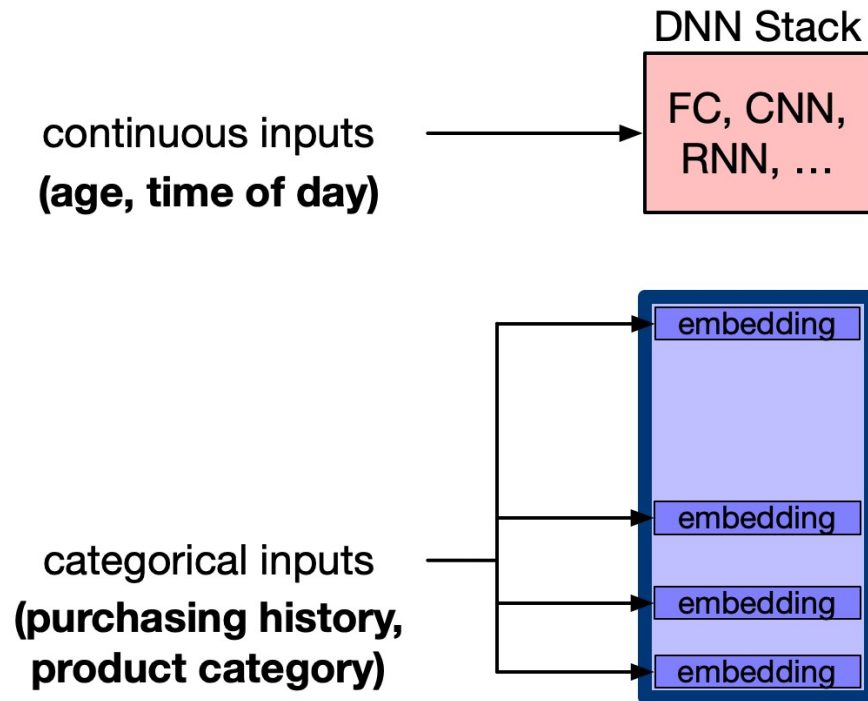 DNN Stack
FC, CNN,
RNN, ...
continuous inputs
(age, time of day)
embedding
embedding
embedding
embedding
categorical inputs
(purchasing history,
product category)